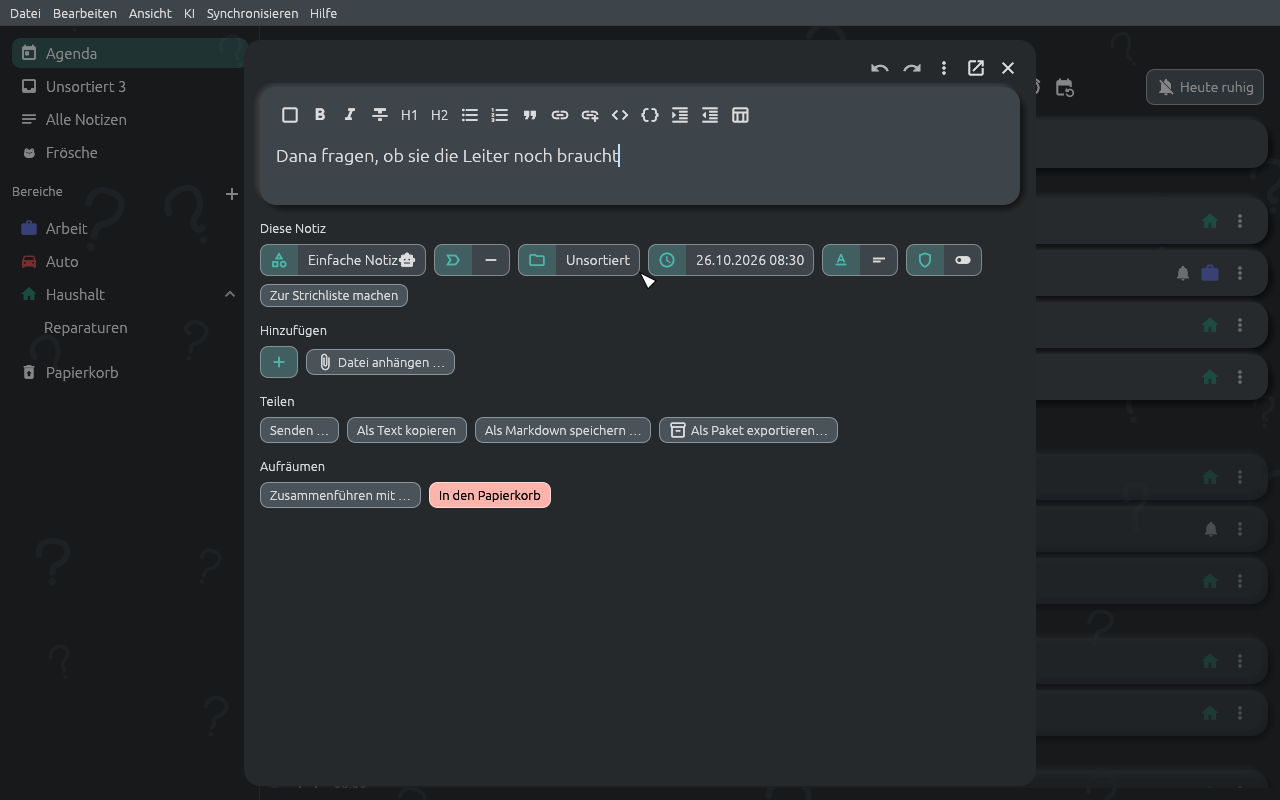 Datei Bearbeiten Ansicht KI Synchronisieren Hilfe
Agenda
Unsortiert 3
Alle Notizen
Frösche
Bereiche
Arbeit
Auto
Haushalt
Reparaturen
Papierkorb
Heute ruhig
H1 H2
Dana fragen, ob sie die Leiter noch braucht
Diese Notiz
Einfache Notiz Unsortiert 26.10.2026 08:30
Zur Strichliste machen
Hinzufügen
Datei anhängen …
Teilen
Senden … Als Text kopieren Als Markdown speichern … Als Paket exportieren…
Aufräumen
Zusammenführen mit … In den Papierkorb